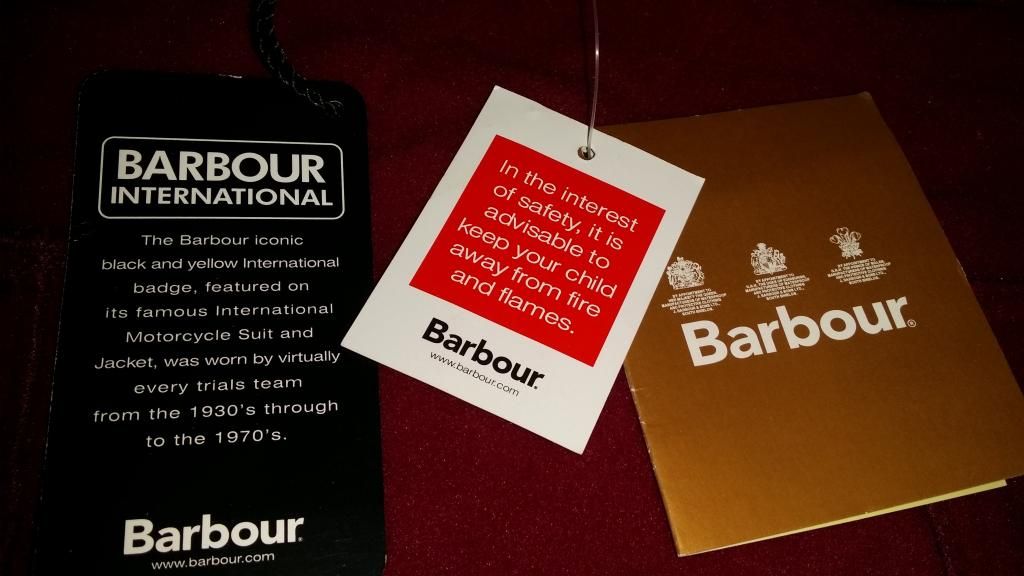 BARBOUR
INTERNATIONAL
The Barbour iconic
black and yellow International
badge, featured on
its famous International
Motorcycle Suit and
Jacket, was worn by virtually
every trials team
from the 1930's through
to the 1970's.
Barbour.
www.barbour.com
In the interest
of safety, it is
advisable to
keep your child
away from fire
and flames.
Barbour.
www.barbour.com
Barbour®